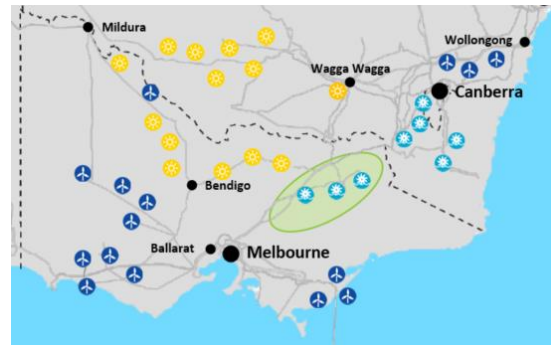 Mildura
Wollongong
Wagga Wagga
Canberra
Bendigo
Ballarat
Melbourne